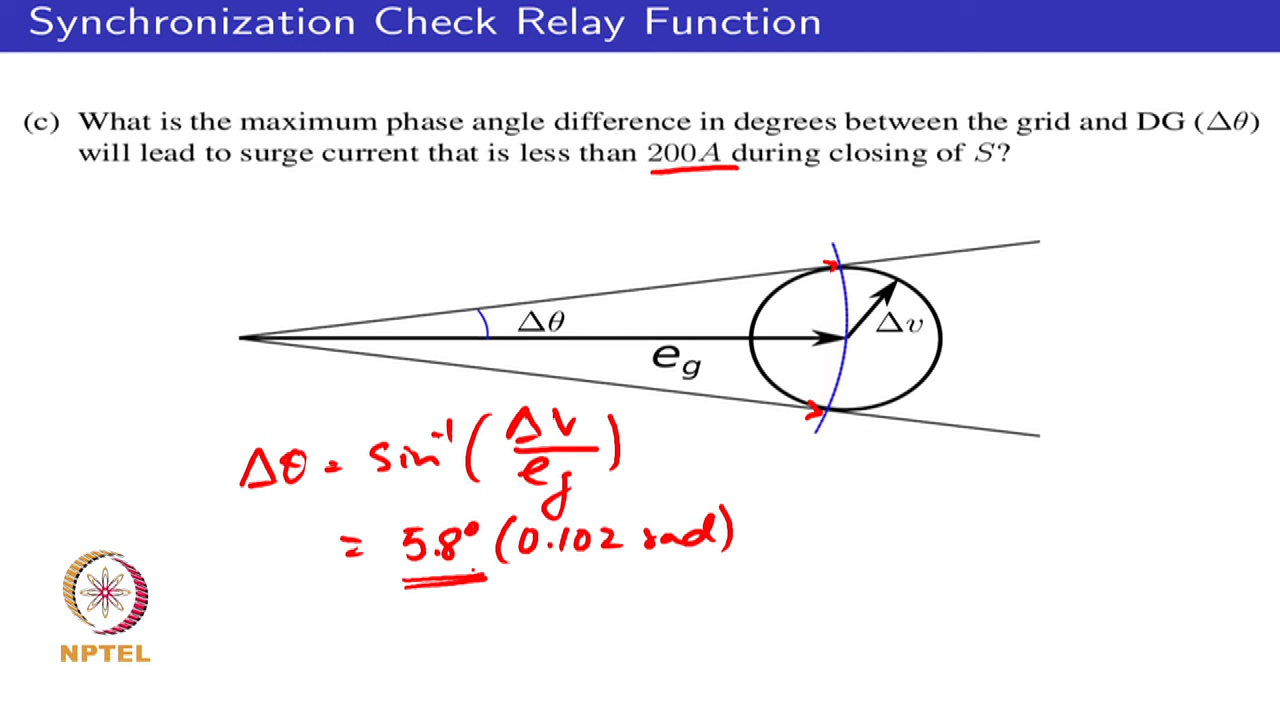 Synchronization Check Relay Function
(c) What is the maximum phase angle difference in degrees between the grid and DG (Δθ)
will lead to surge current that is less than 200A during closing of S?
Δθ
Δv
e_g
Δθ = sin⁻¹ (Δv/e_g)
= 5.8° (0.102 rad)
NPTEL